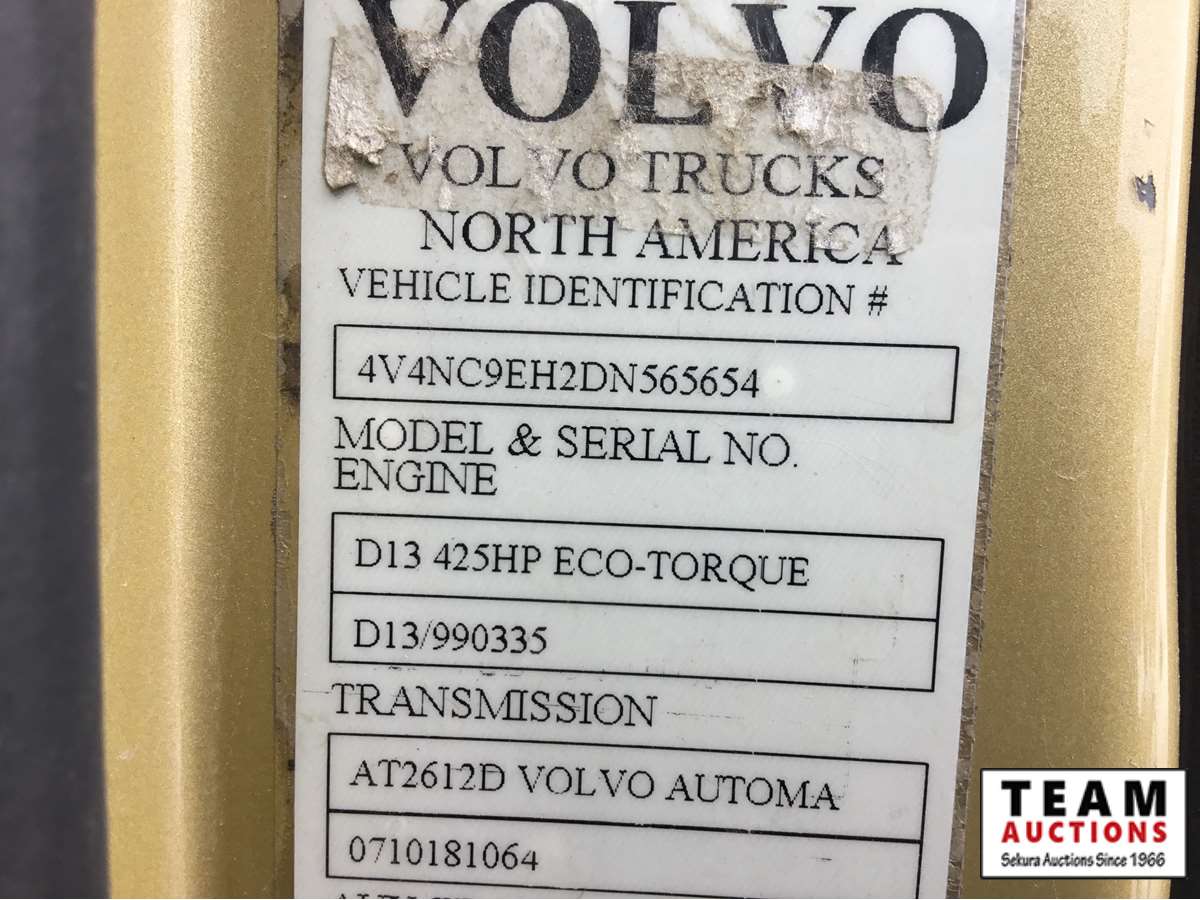 VOLVO
VOLVO TRUCKS
NORTH AMERICA
VEHICLE IDENTIFICATION #
4V4NC9EH2DN565654
MODEL & SERIAL NO.
ENGINE
D13 425HP ECO-TORQUE
D13/990335
TRANSMISSION
AT2612D VOLVO AUTOMA
0710181064
TEAM
AUCTIONS
Sekura Auctions Since 1966